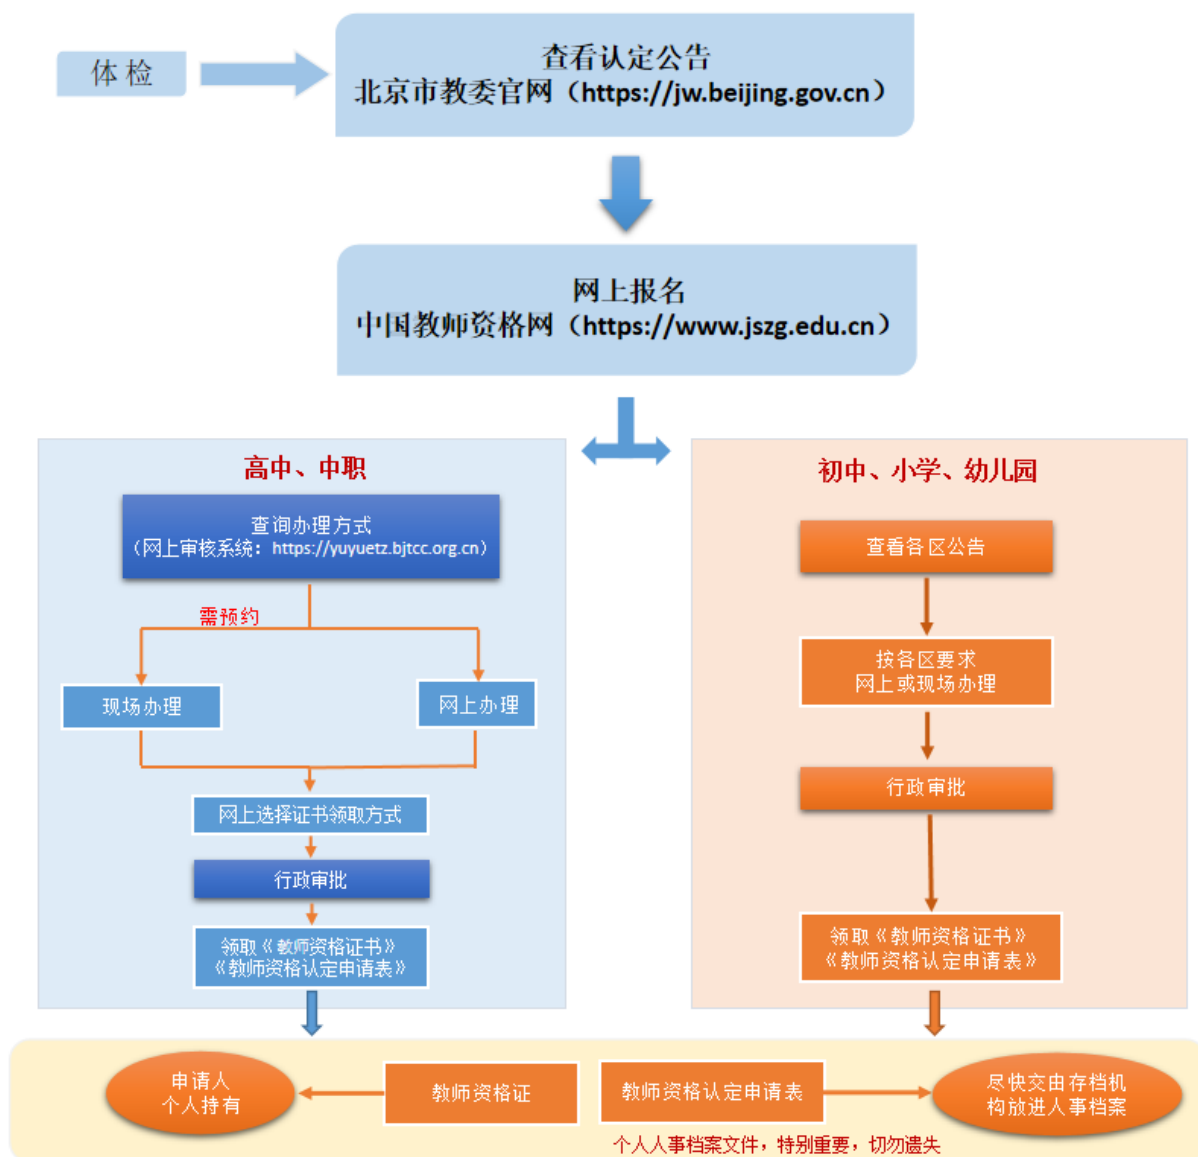 体 检
查看认定公告
北京市教委官网（https://jw.beijing.gov.cn）
网上报名
中国教师资格网（https://www.jszg.edu.cn）
高中、中职
查询办理方式
（网上审核系统：https://yuyuetz.bjtcc.org.cn）
需预约
现场办理
网上办理
网上选择证书领取方式
行政审批
领取《教师资格证书》
《教师资格认定申请表》
初中、小学、幼儿园
查看各区公告
按各区要求
网上或现场办理
行政审批
领取《教师资格证书》
《教师资格认定申请表》
申请人
个人持有
教师资格证
教师资格认定申请表
尽快交由存档机
构放进人事档案
个人人事档案文件，特别重要，切勿遗失